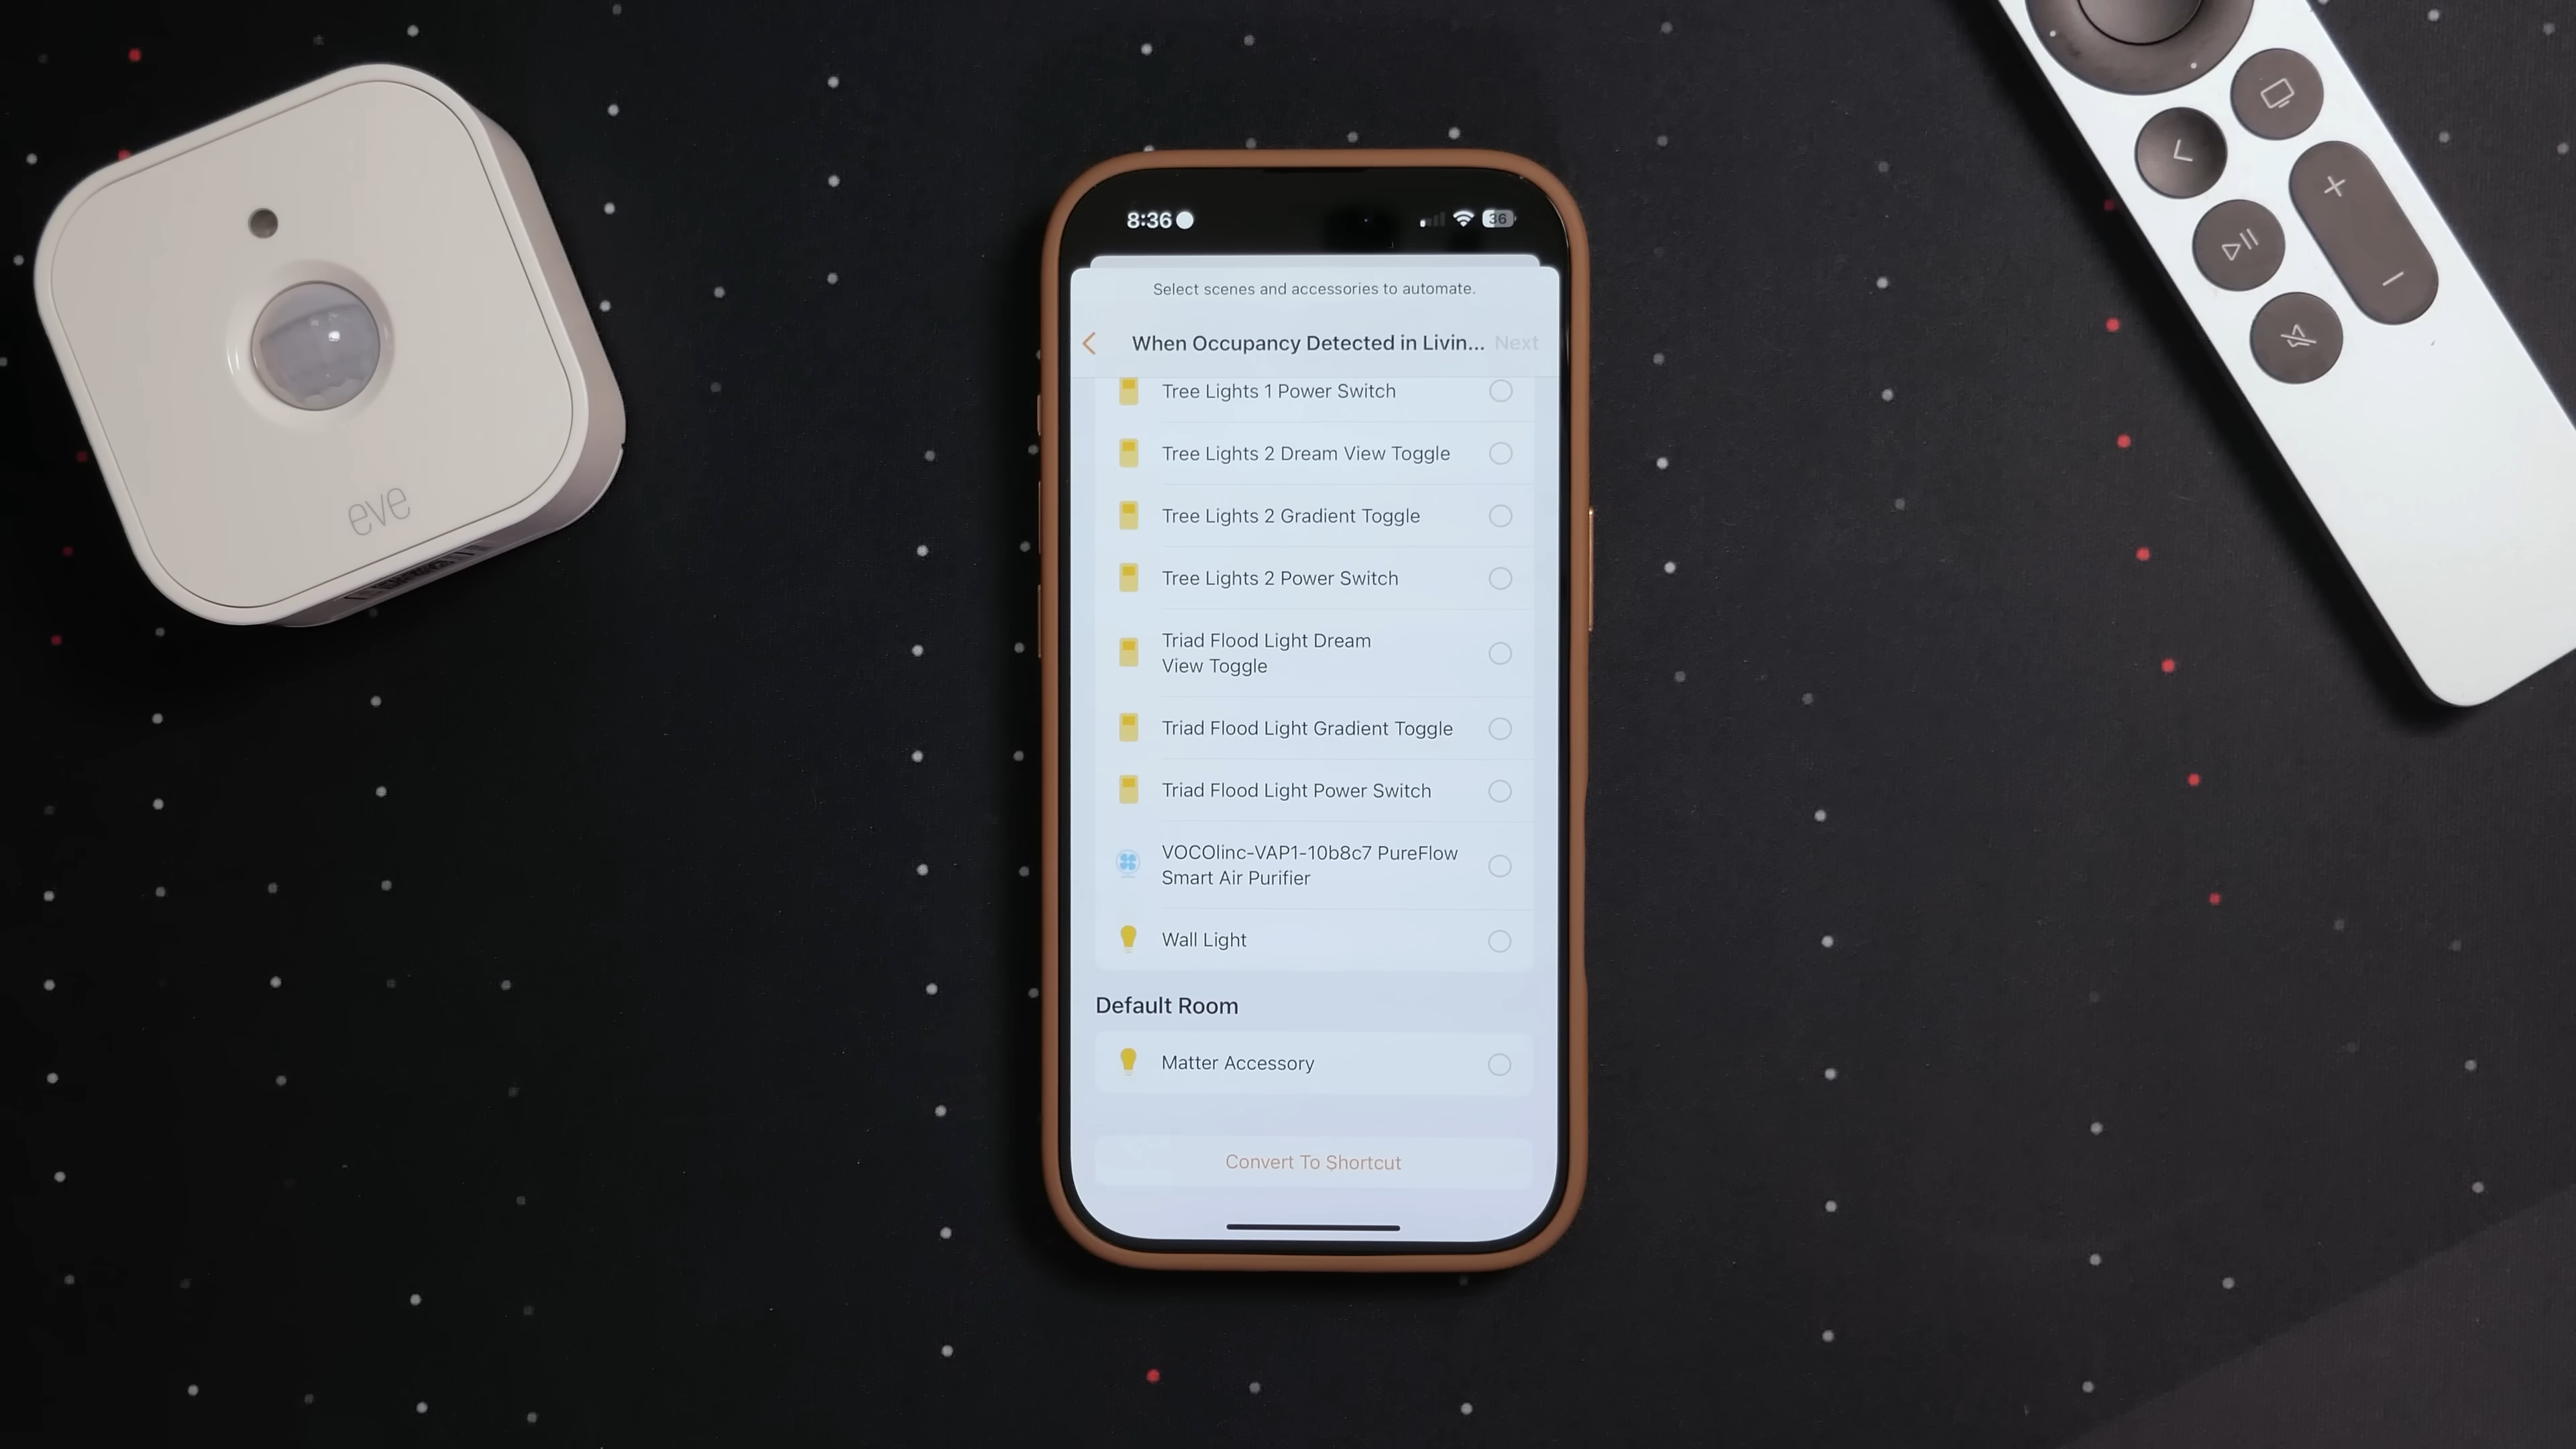 eve
8:36
36
Select scenes and accessories to automate.
When Occupancy Detected in Livin... Next
Tree Lights 1 Power Switch
Tree Lights 2 Dream View Toggle
Tree Lights 2 Gradient Toggle
Tree Lights 2 Power Switch
Triad Flood Light Dream
View Toggle
Triad Flood Light Gradient Toggle
Triad Flood Light Power Switch
VOCOlinc-VAP1-10b8c7 PureFlow
Smart Air Purifier
Wall Light
Default Room
Matter Accessory
Convert To Shortcut